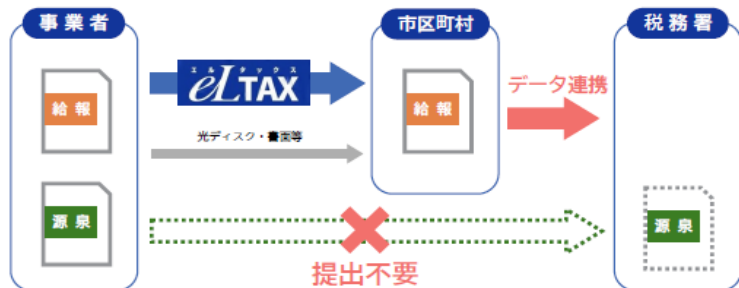 事業者
市区町村
税務署
エルタックス
eLTAX
給報
光ディスク・書面等
給報
データ連携
源泉
提出不要
源泉